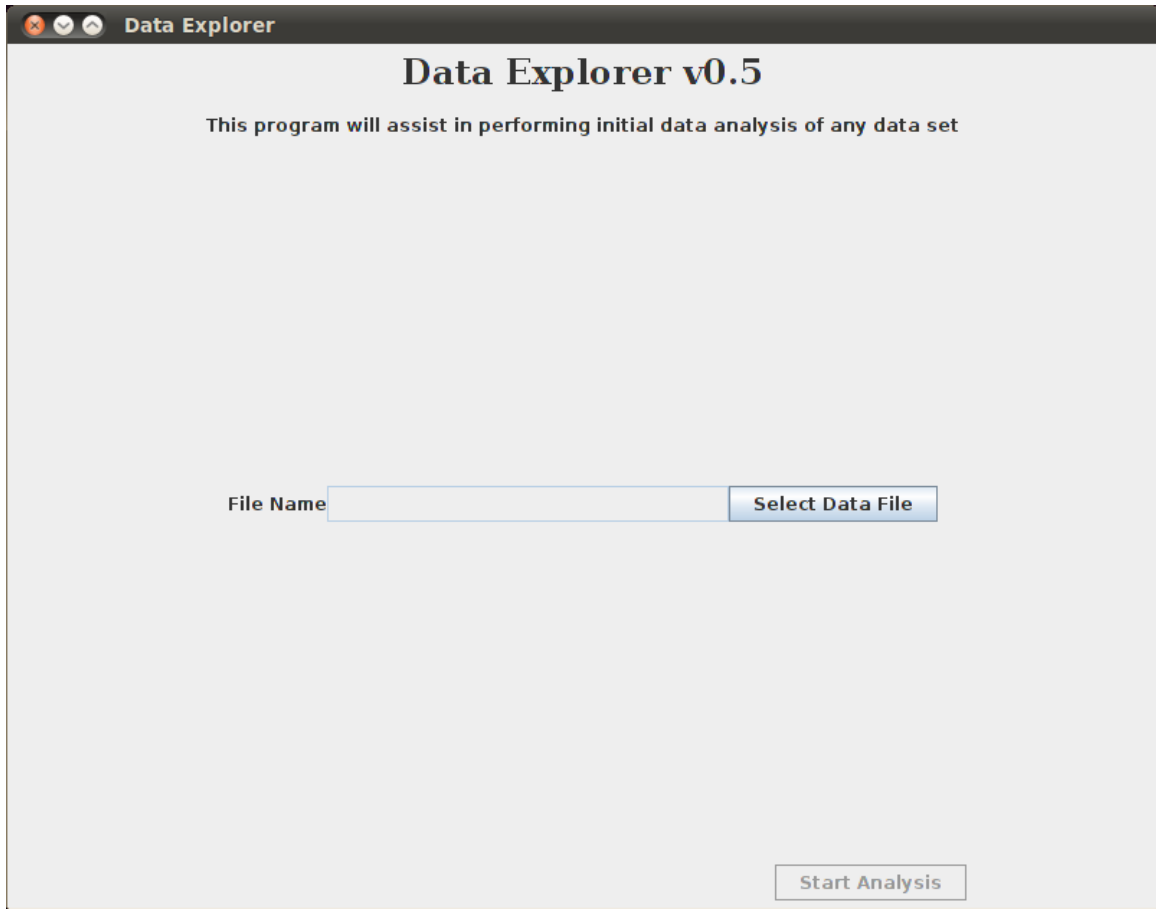 Data Explorer
Data Explorer v0.5
This program will assist in performing initial data analysis of any data set
File Name Select Data File
Start Analysis